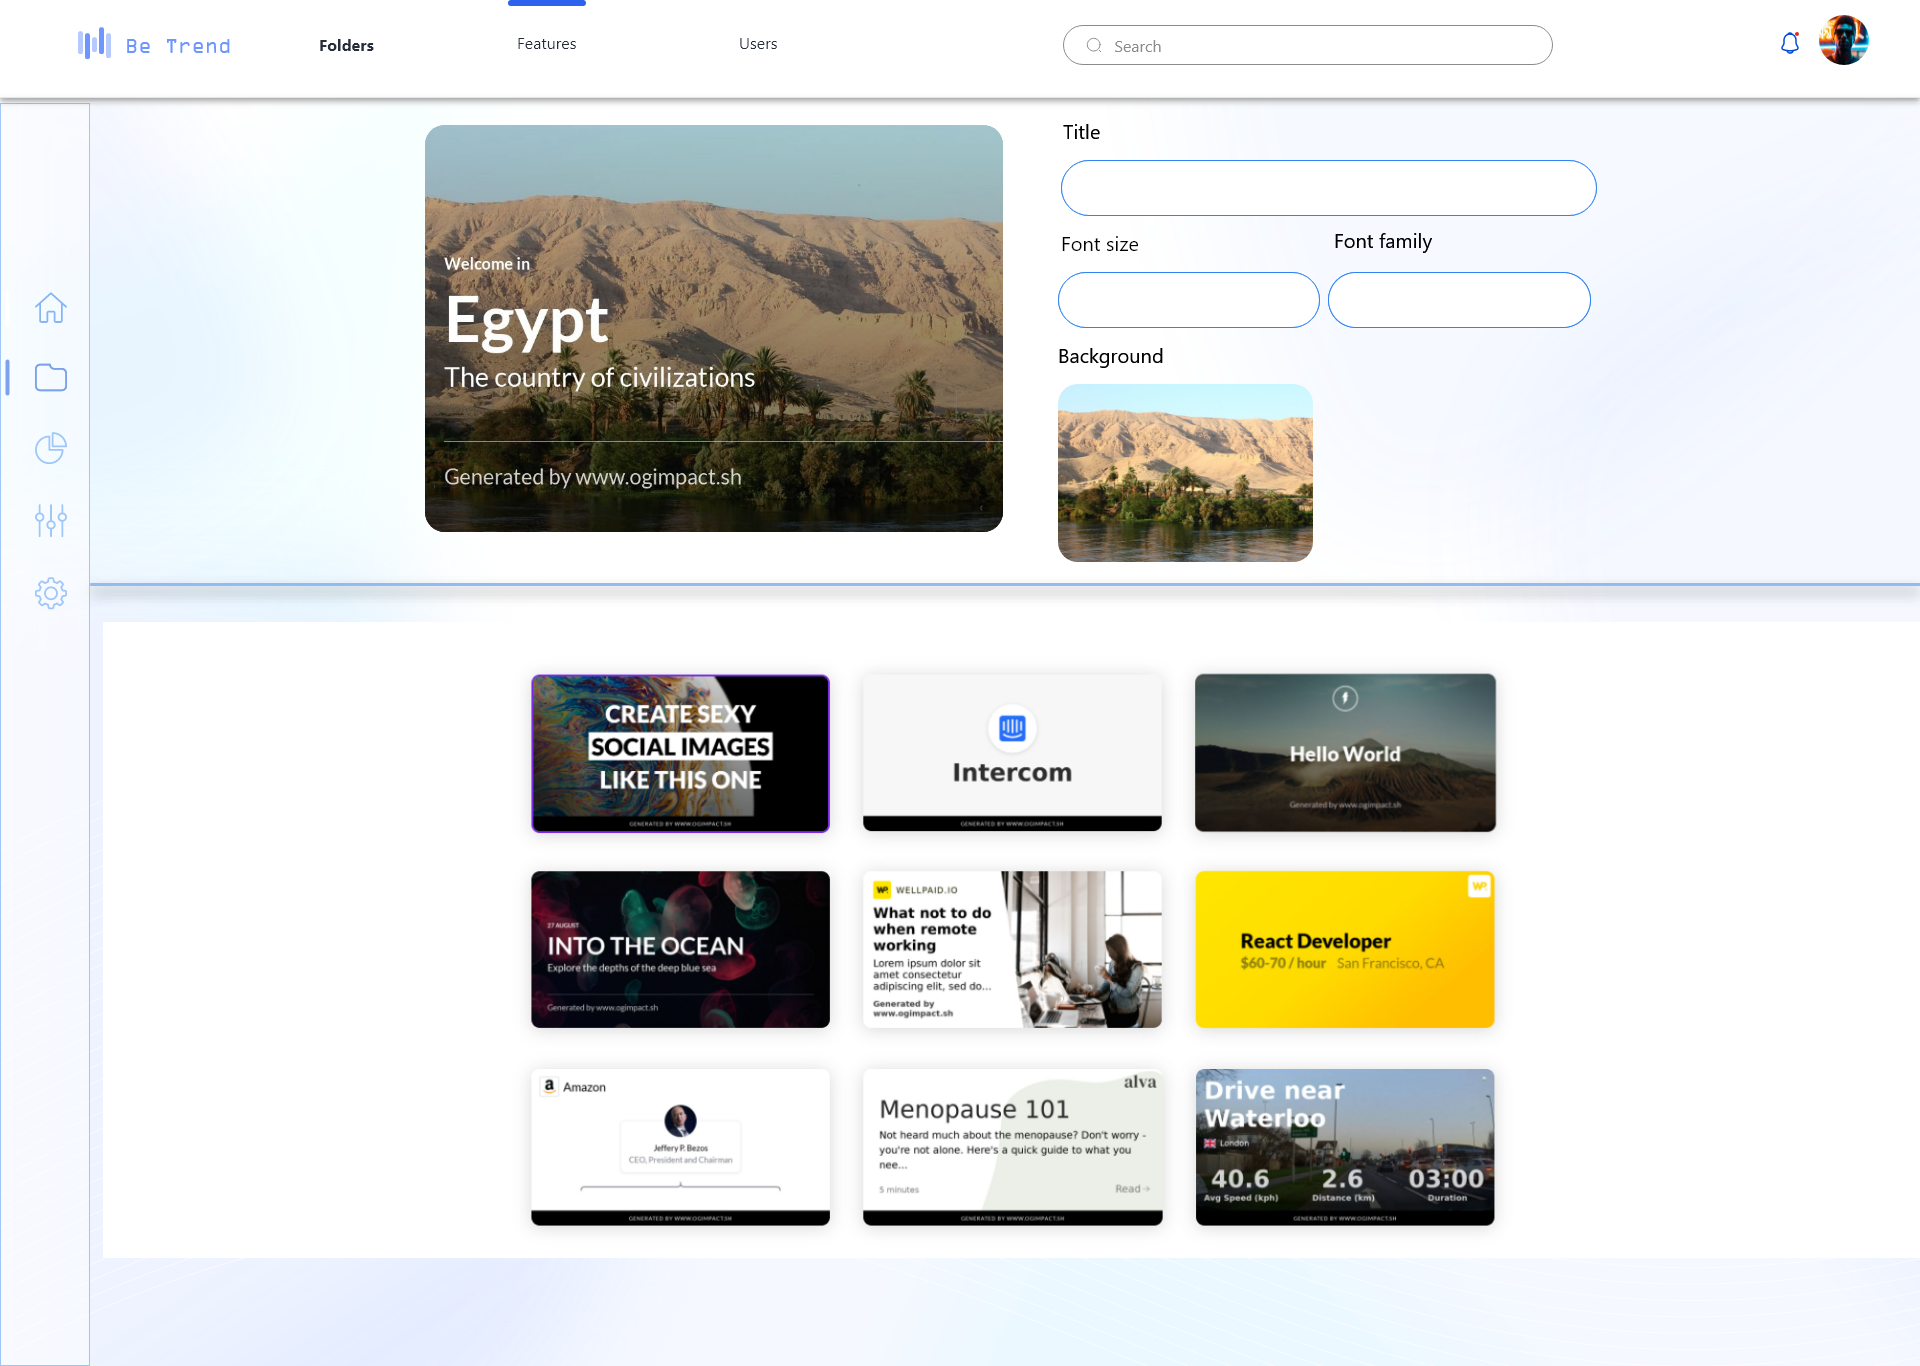 Be Trend
Folders
Features
Users
Search
Title
Font size
Font family
Background
Welcome in
Egypt
The country of civilizations
Generated by www.ogimpact.sh
CREATE SEXY
SOCIAL IMAGES
LIKE THIS ONE
GENERATED BY WWW.OGIMPACT.SH
Intercom
GENERATED BY WWW.OGIMPACT.SH
Hello World
Generated by www.ogimpact.sh
27 AUGUST
INTO THE OCEAN
Explore the depths of the deep blue sea
Generated by www.ogimpact.sh
WP. WELLPAID.IO
What not to do
when remote
working
Lorem ipsum dolor sit
amet consectetur
adipiscing elit, sed do...
Generated by
www.ogimpact.sh
WP.
React Developer
$60-70 / hour San Francisco, CA
a Amazon
Jeffery P. Bezos
CEO, President and Chairman
GENERATED BY WWW.OGIMPACT.SH
alva
Menopause 101
Not heard much about the menopause? Don't worry -
you're not alone. Here's a quick guide to what you
nee...
5 minutes
Read→
GENERATED BY WWW.OGIMPACT.SH
Drive near
Waterloo
London
40.6 2.6 03:00
Avg Speed (kph) Distance (km) Duration
GENERATED BY WWW.OGIMPACT.SH